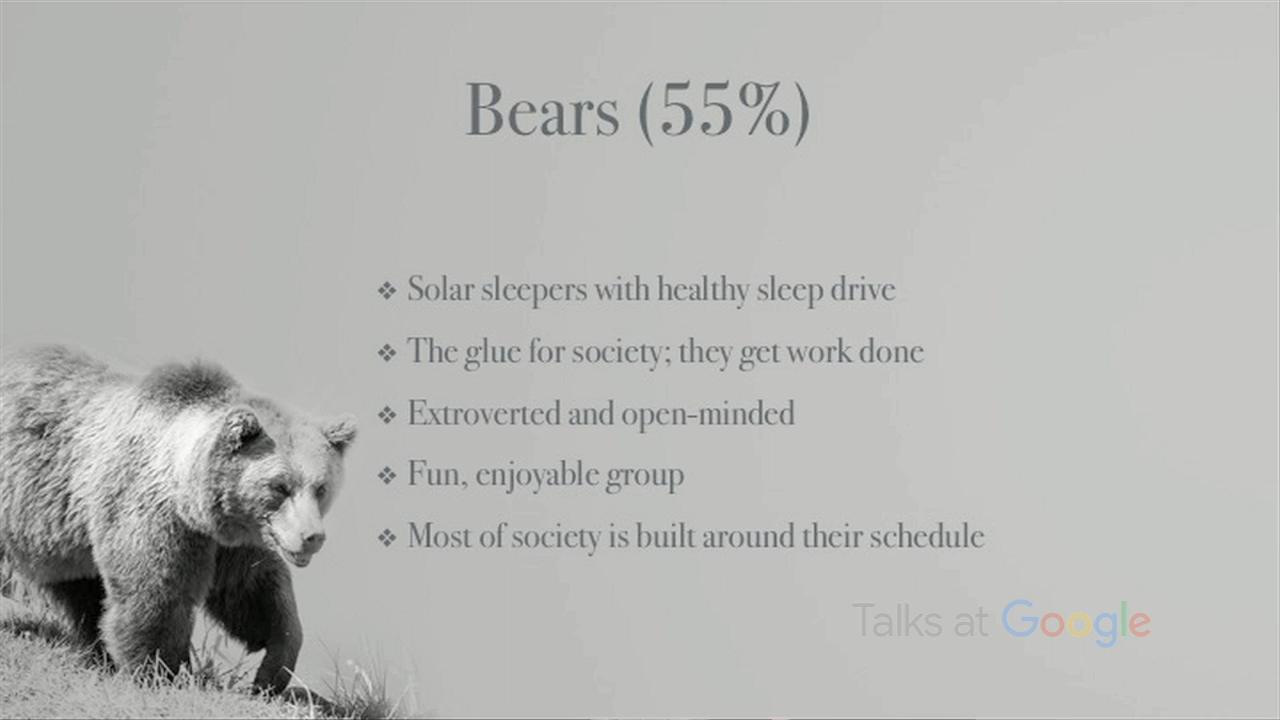 Bears (55%)
❖ Solar sleepers with healthy sleep drive
❖ The glue for society; they get work done
❖ Extroverted and open-minded
❖ Fun, enjoyable group
❖ Most of society is built around their schedule
Talks at Google